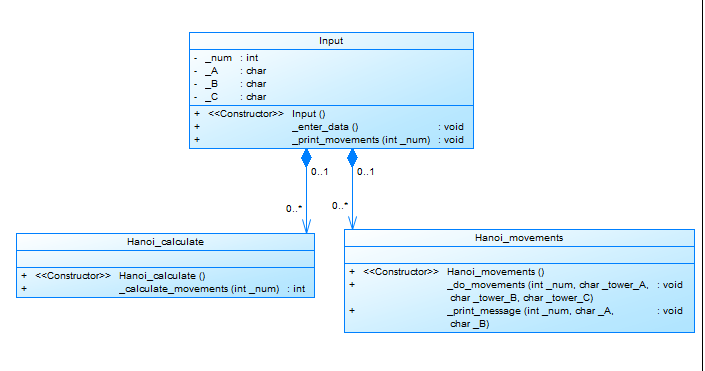 Input
- _num : int
- _A : char
- _B : char
- _C : char
+ <<Constructor>> Input ()
+ _enter_data () : void
+ _print_movements (int _num) : void
0..1
0..1
0..*
0..*
Hanoi_calculate
+ <<Constructor>> Hanoi_calculate ()
+ _calculate_movements (int _num) : int
Hanoi_movements
+ <<Constructor>> Hanoi_movements ()
+ _do_movements (int _num, char _tower_A, : void
char _tower_B, char _tower_C)
+ _print_message (int _num, char _A, : void
char _B)